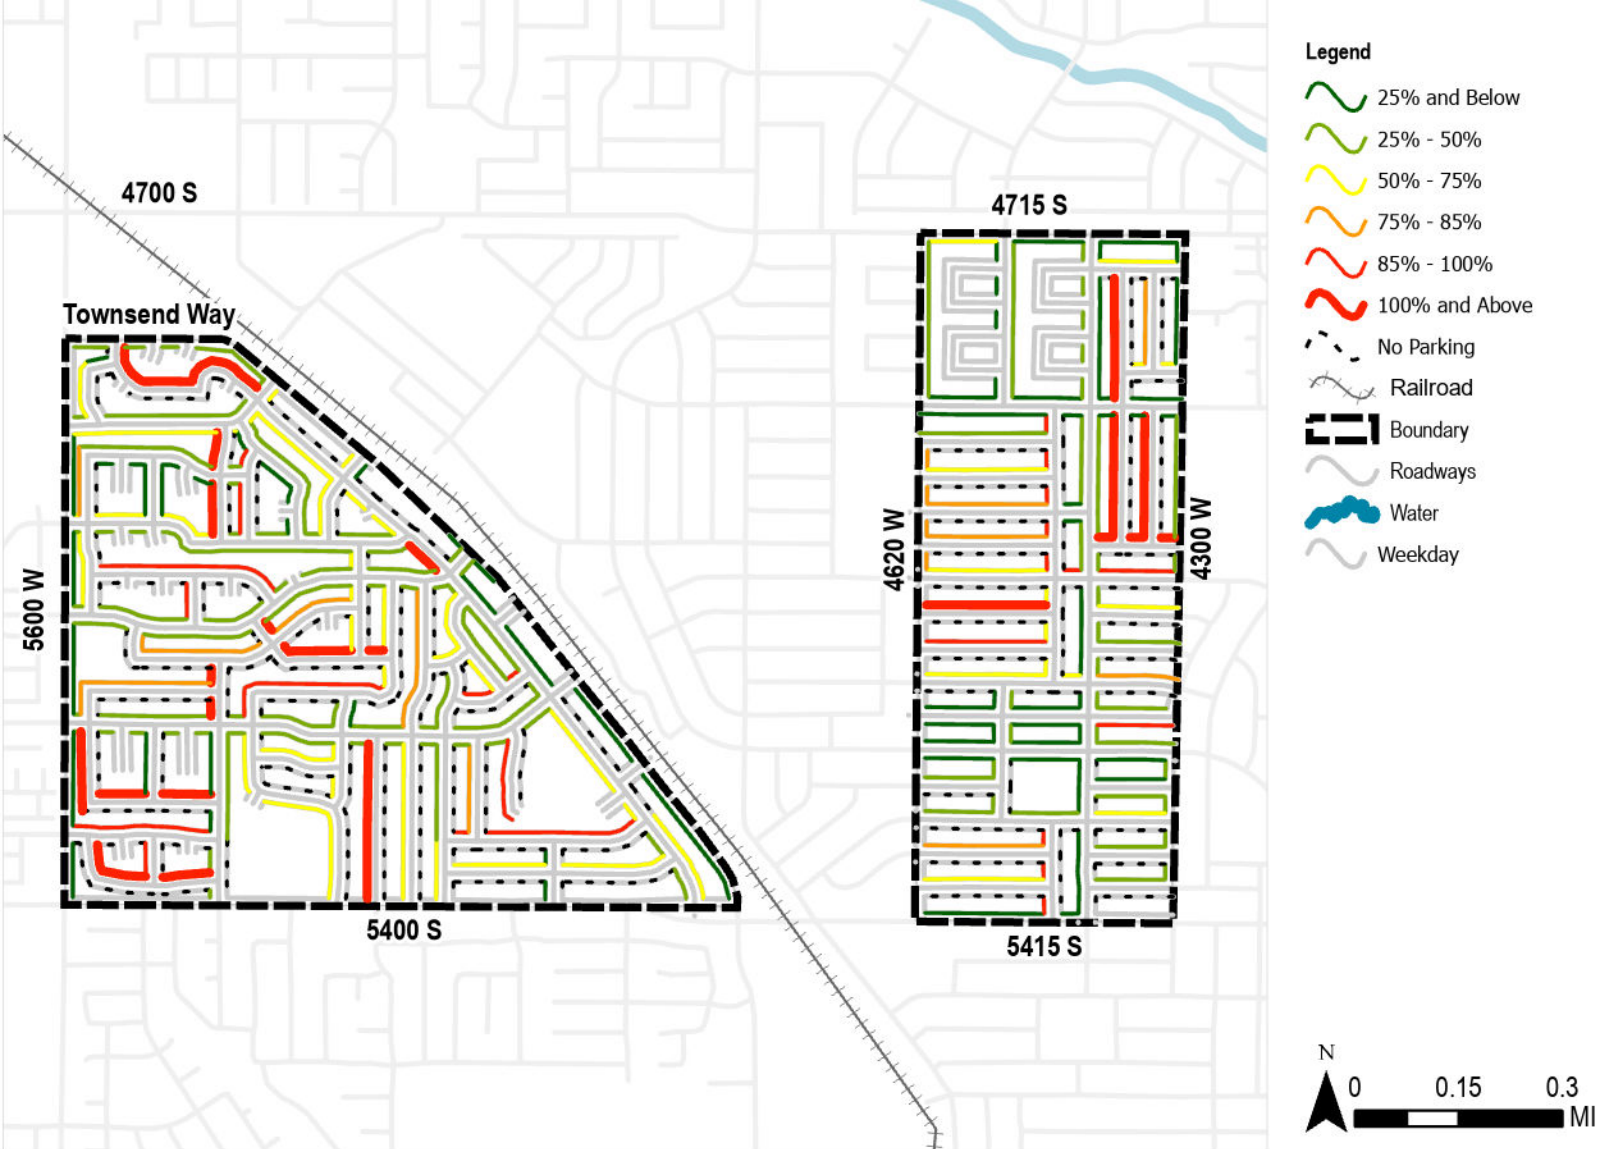 4700 S
Townsend Way
5600 W
5400 S
4715 S
4620 W
4300 W
5415 S
Legend
25% and Below
25% - 50%
50% - 75%
75% - 85%
85% - 100%
100% and Above
No Parking
Railroad
Boundary
Roadways
Water
Weekday
N
0 0.15 0.3
MI